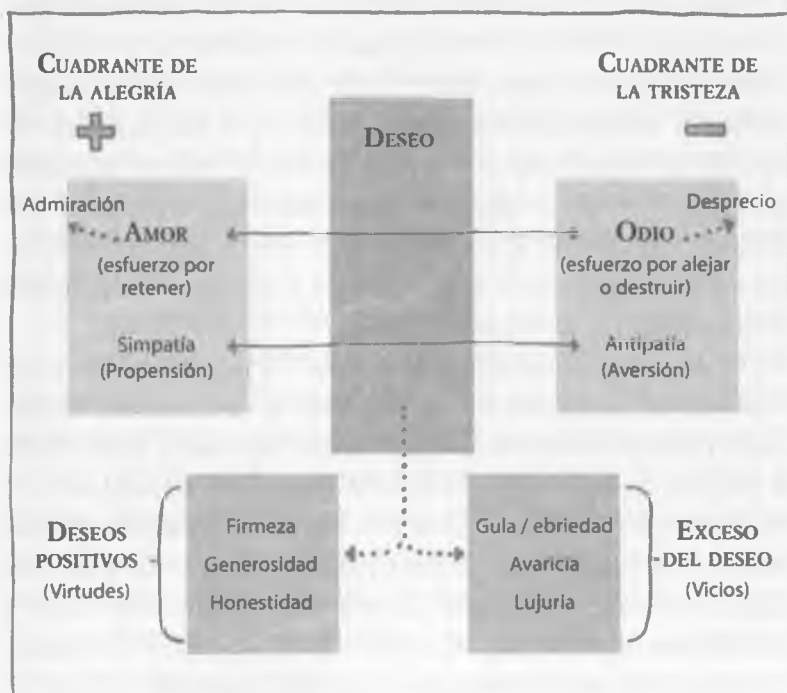 CUADRANTE DE
LA ALEGRÍA
+
CUADRANTE DE
LA TRISTEZA
-
DESEO
Admiración
AMOR
(esfuerzo por
retener)
Simpatía
(Propensión)
Desprecio
ODIO
(esfuerzo por alejar
o destruir)
Antipatía
(Aversión)
DESEOS
POSITIVOS
(Virtudes)
Firmeza
Generosidad
Honestidad
Gula / ebriedad
Avaricia
Lujuria
EXCESO
DEL DESEO
(Vicios)